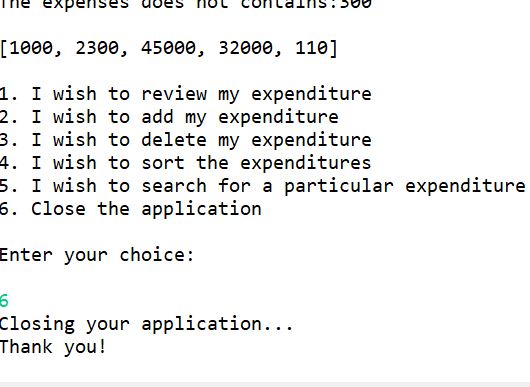 The expenses does not contains:300
[1000, 2300, 45000, 32000, 110]
1. I wish to review my expenditure
2. I wish to add my expenditure
3. I wish to delete my expenditure
4. I wish to sort the expenditures
5. I wish to search for a particular expenditure
6. Close the application
Enter your choice:
6
Closing your application...
Thank you!